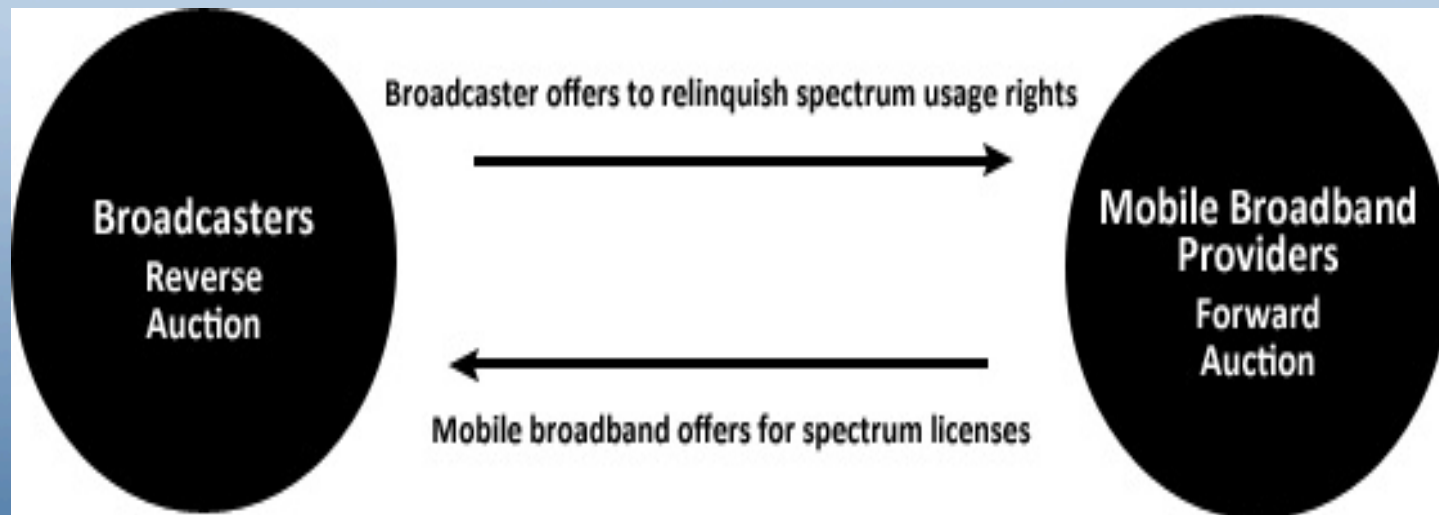 Broadcaster offers to relinquish spectrum usage rights
Broadcasters
Reverse
Auction
Mobile Broadband
Providers
Forward
Auction
Mobile broadband offers for spectrum licenses